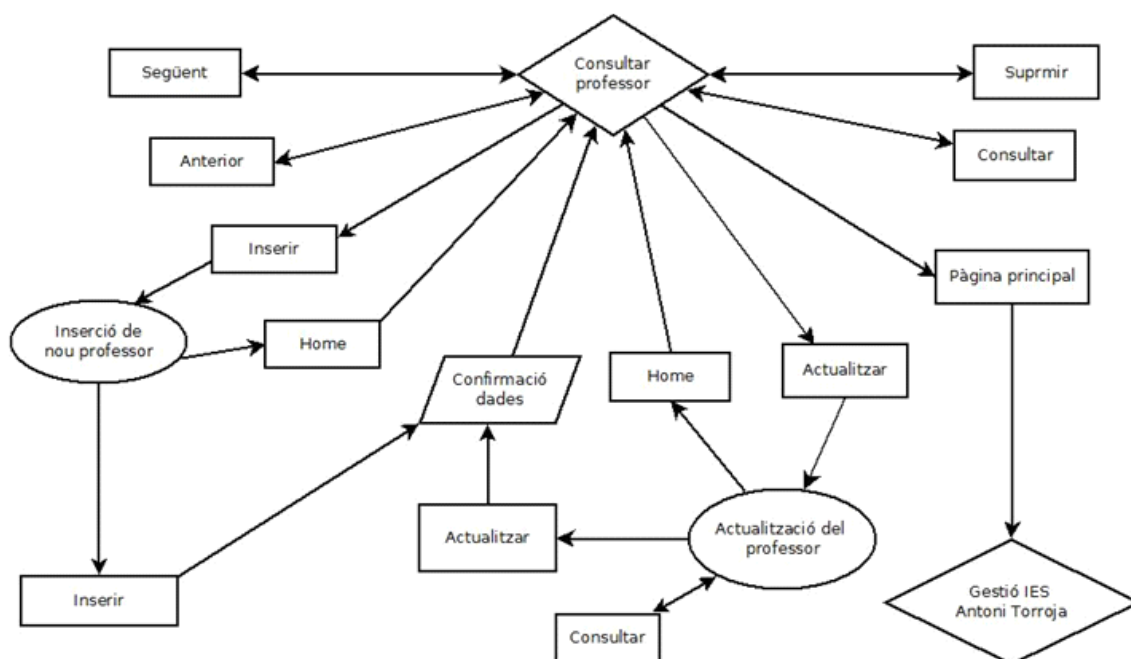 Consultar
professor
Següent
Suprmir
Anterior
Consultar
Inserir
Pàgina principal
Inserció de
nou professor
Home
Confirmació
dades
Home
Actualitzar
Actualitzar
Actualització del
professor
Inserir
Consultar
Gestió IES
Antoni Torroja